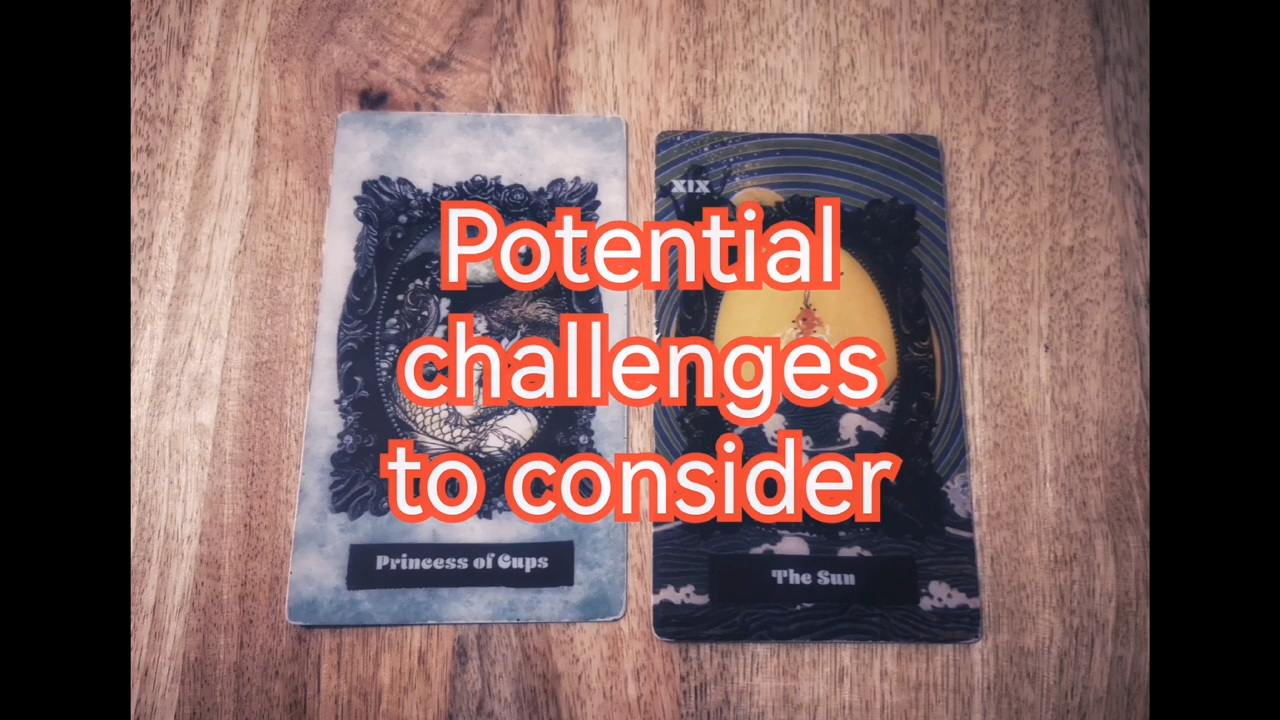 XIX
Potential
challenges
to consider
Princess of Cups
The Sun